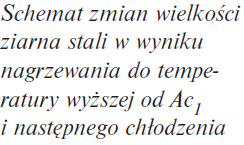 Schemat zmian wielkości
ziarna stali w wyniku
nagrzewania do tempe-
ratury wyższej od Ac₁
i następnego chłodzenia